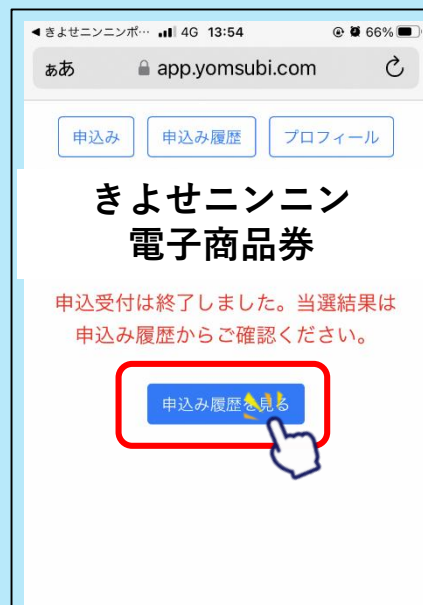 ◀きよせニンニンポ… 4G 13:54 66%
ぁあ app.yomsubi.com
申込み 申込み履歴 プロフィール
きよせニンニン
電子商品券
申込受付は終了しました。当選結果は
申込み履歴からご確認ください。
申込み履歴を見る